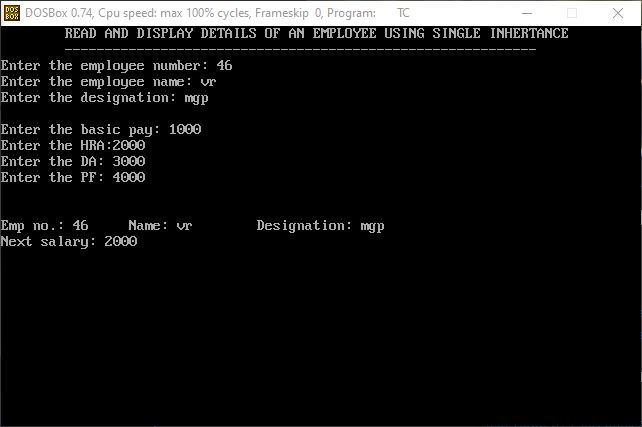 DOS
BOX
DOSBox 0.74, Cpu speed: max 100% cycles, Frameskip 0, Program: TC
READ AND DISPLAY DETAILS OF AN EMPLOYEE USING SINGLE INHERTANCE
-----------------------------------------------------------
Enter the employee number: 46
Enter the employee name: vr
Enter the designation: mgp
Enter the basic pay: 1000
Enter the HRA:2000
Enter the DA: 3000
Enter the PF: 4000
Emp no.: 46 Name: vr Designation: mgp
Next salary: 2000